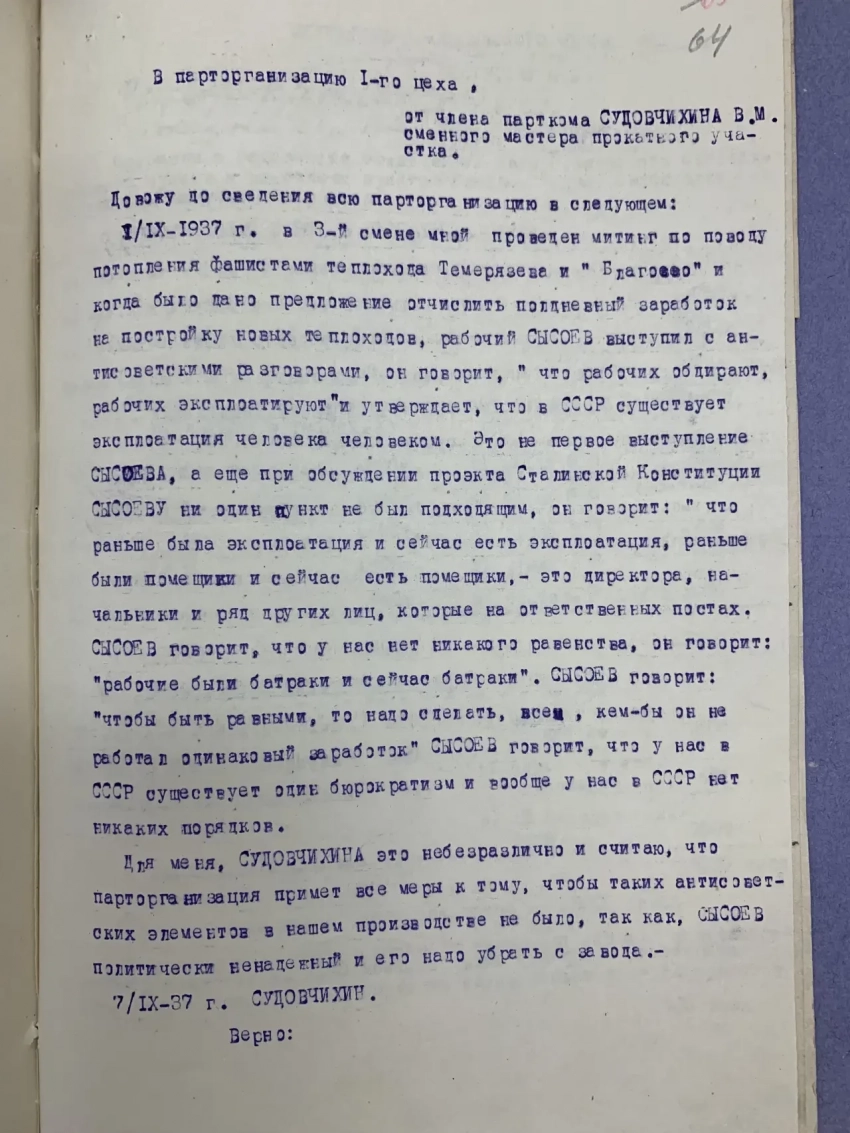 64
В парторганизацию I-го цеха ,
от члена парткома СУДОВЧИХИНА В.М.
сменного мастера прокатного уча-
стка.
Довожу до сведения всю парторганизацию в следующем:
1/IX-1937 г. в 3-й смене мной проведен митинг по поводу
потопления фашистами теплохода Темерязева и " Благоево" и
когда было дано предложение отчислить полдневный заработок
на постройку новых теплоходов, рабочий СЫСОЕВ выступил с ан-
тисоветскими разговорами, он говорит, " что рабочих обдирают,
рабочих эксплоатируют"и утверждает, что в СССР существует
эксплоатация человека человеком. Это не первое выступление
СЫСОЕВА, а еще при обсуждении проэкта Сталинской Конституции
СЫСОЕВУ ни один пункт не был подходящим, он говорит: " что
раньше была эксплоатация и сейчас есть эксплоатация, раньше
были помещики и сейчас есть помещики,- это директора, на-
чальники и ряд других лиц, которые на ответственных постах.
СЫСОЕВ говорит, что у нас нет никакого равенства, он говорит:
"рабочие были батраки и сейчас батраки". СЫСОЕВ говорит:
"чтобы быть равными, то надо сделать, всем , кем-бы он не
работал одинаковый заработок" СЫСОЕВ говорит, что у нас в
СССР существует один бюрократизм и вообще у нас в СССР нет
никаких порядков.
Для меня, СУДОВЧИХИНА это небезразлично и считаю, что
парторганизация примет все меры к тому, чтобы таких антисовет-
ских элементов в нашем производстве не было, так как, СЫСОЕВ
политически ненадежный и его надо убрать с завода.-
7/IX-37 г. СУДОВЧИХИН.
Верно: